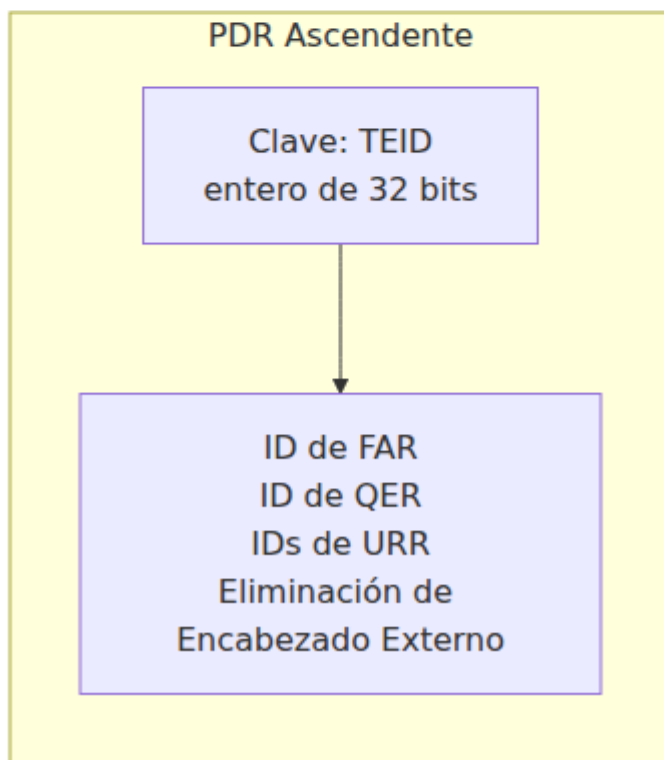 PDR Ascendente
Clave: TEID
entero de 32 bits
ID de FAR
ID de QER
IDs de URR
Eliminación de
Encabezado Externo